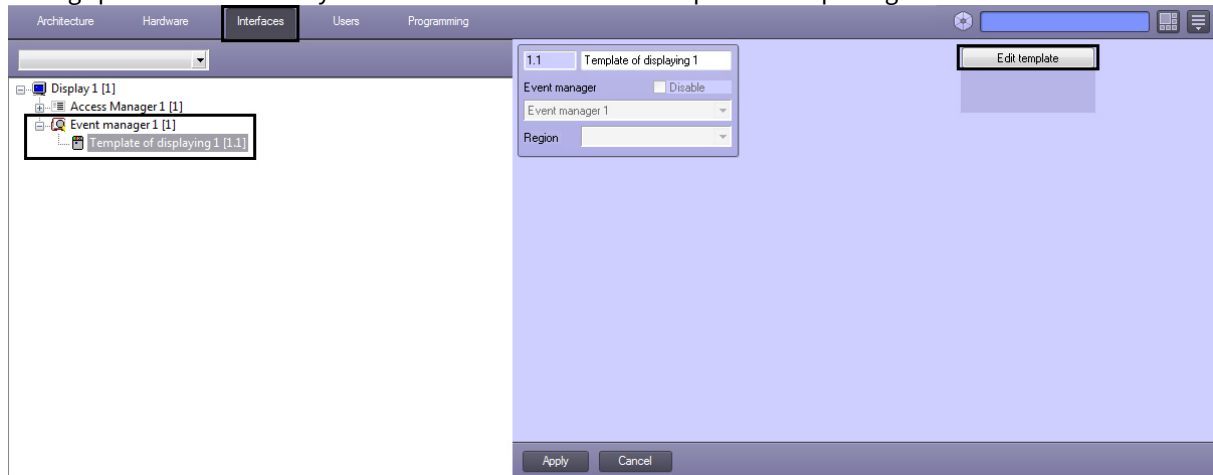 Architecture Hardware Interfaces Users Programming
Display 1 [1]
Access Manager 1 [1]
Event manager 1 [1]
Template of displaying 1 [1.1]
1.1 Template of displaying 1
Event manager Disable
Event manager 1
Region
Edit template
Apply Cancel